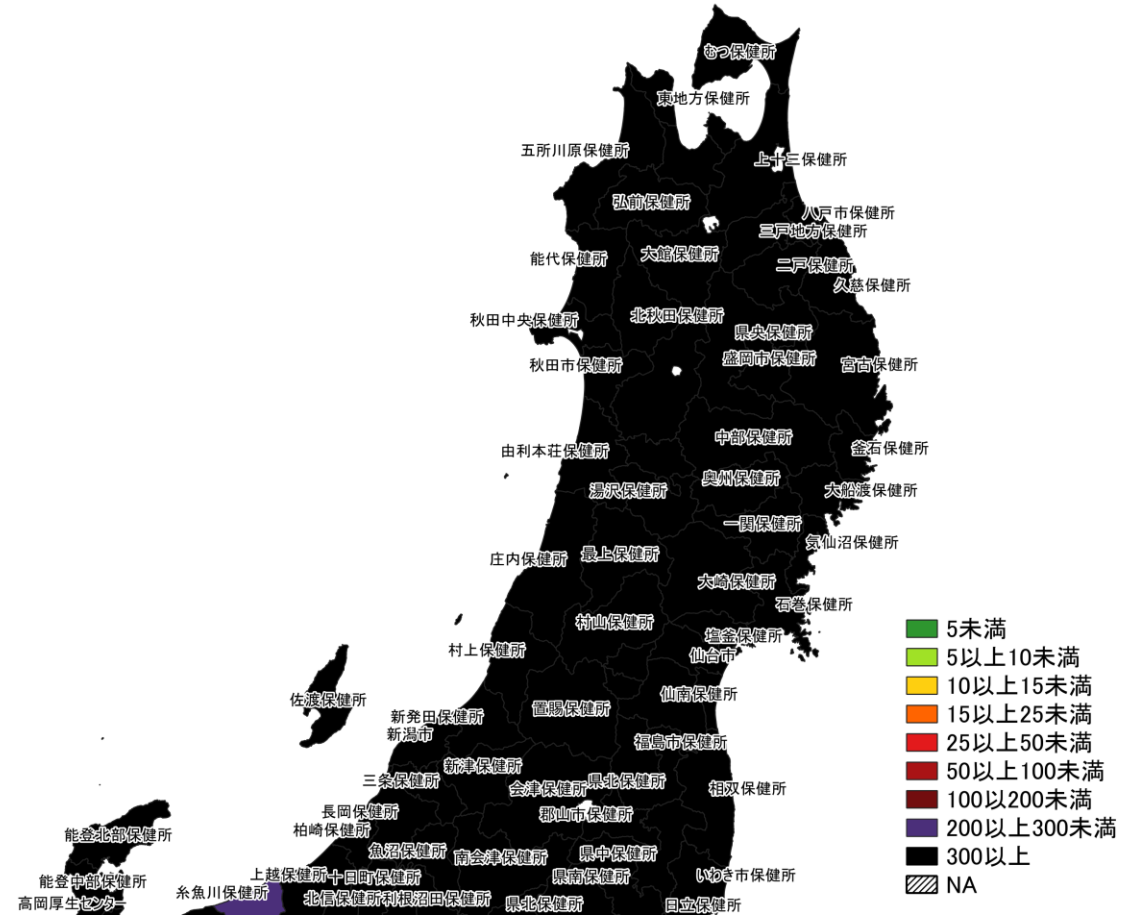 むつ保健所
東地方保健所
五所川原保健所
上十三保健所
弘前保健所
八戸市保健所
三戸地方保健所
大館保健所
能代保健所
二戸保健所
久慈保健所
北秋田保健所
秋田中央保健所
県央保健所
盛岡市保健所
秋田市保健所
宮古保健所
中部保健所
釜石保健所
由利本荘保健所
奥州保健所
湯沢保健所
大船渡保健所
一関保健所
気仙沼保健所
最上保健所
庄内保健所
大崎保健所
石巻保健所
村山保健所
塩釜保健所
村上保健所
仙台市
佐渡保健所
仙南保健所
置賜保健所
新発田保健所
新潟市
福島市保健所
新津保健所
三条保健所
県北保健所
会津保健所
相双保健所
長岡保健所
郡山市保健所
柏崎保健所
能登北部保健所
魚沼保健所
南会津保健所
県中保健所
上越保健所
十日町保健所
県南保健所
いわき市保健所
能登中部保健所
糸魚川保健所
北信保健所
利根沼田保健所
県北保健所
日立保健所
高岡厚生センター
5未満
5以上10未満
10以上15未満
15以上25未満
25以上50未満
50以上100未満
100以200未満
200以上300未満
300以上
NA